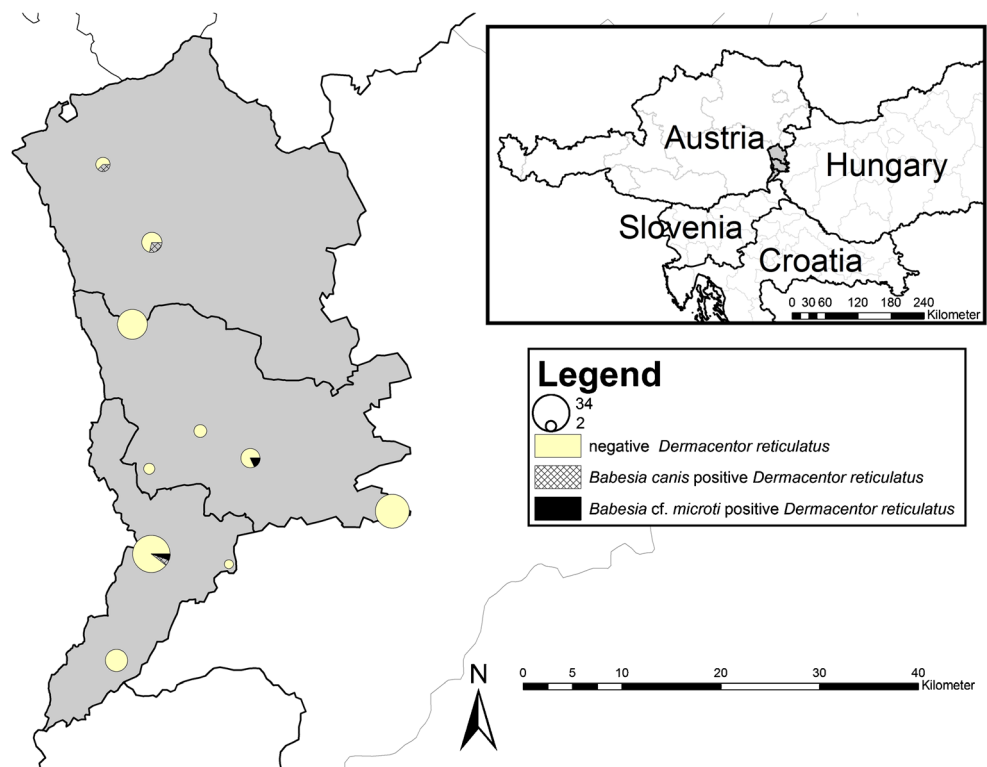 Austria
Hungary
Slovenia
Croatia
0 30 60 120 180 240
Kilometer
Legend
34
2
negative Dermacentor reticulatus
Babesia canis positive Dermacentor reticulatus
Babesia cf. microti positive Dermacentor reticulatus
N
0 5 10 20 30 40
Kilometer